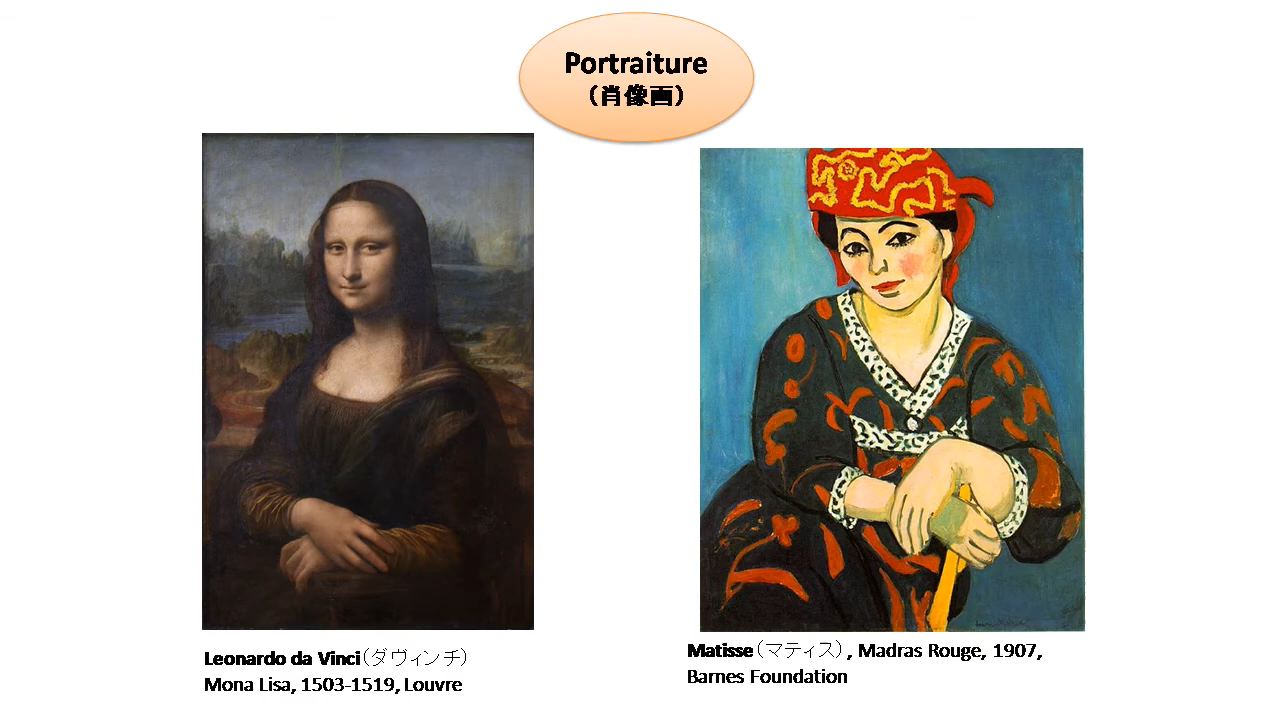 Portraiture
（肖像画）
Leonardo da Vinci（ダヴィンチ）
Mona Lisa, 1503-1519, Louvre
Matisse（マティス）, Madras Rouge, 1907,
Barnes Foundation